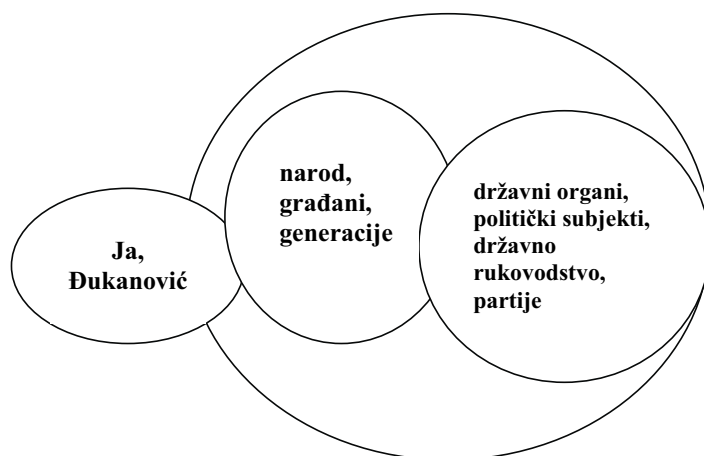 Ja,
Đukanović
narod,
građani,
generacije
državni organi,
politički subjekti,
državno
rukovodstvo,
partije